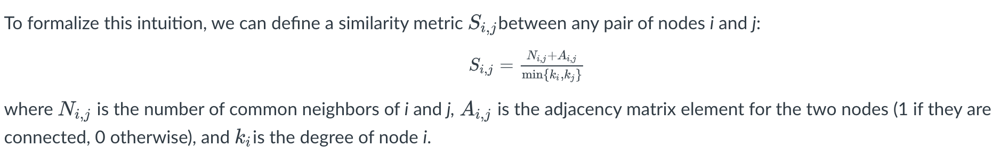 To formalize this intuition, we can define a similarity metric $S_{i,j}$ between any pair of nodes i and j:
$S_{i,j} = \frac{N_{i,j}+A_{i,j}}{\min\{k_i,k_j\}}$
where $N_{i,j}$ is the number of common neighbors of i and j, $A_{i,j}$ is the adjacency matrix element for the two nodes (1 if they are
connected, 0 otherwise), and $k_i$ is the degree of node i.